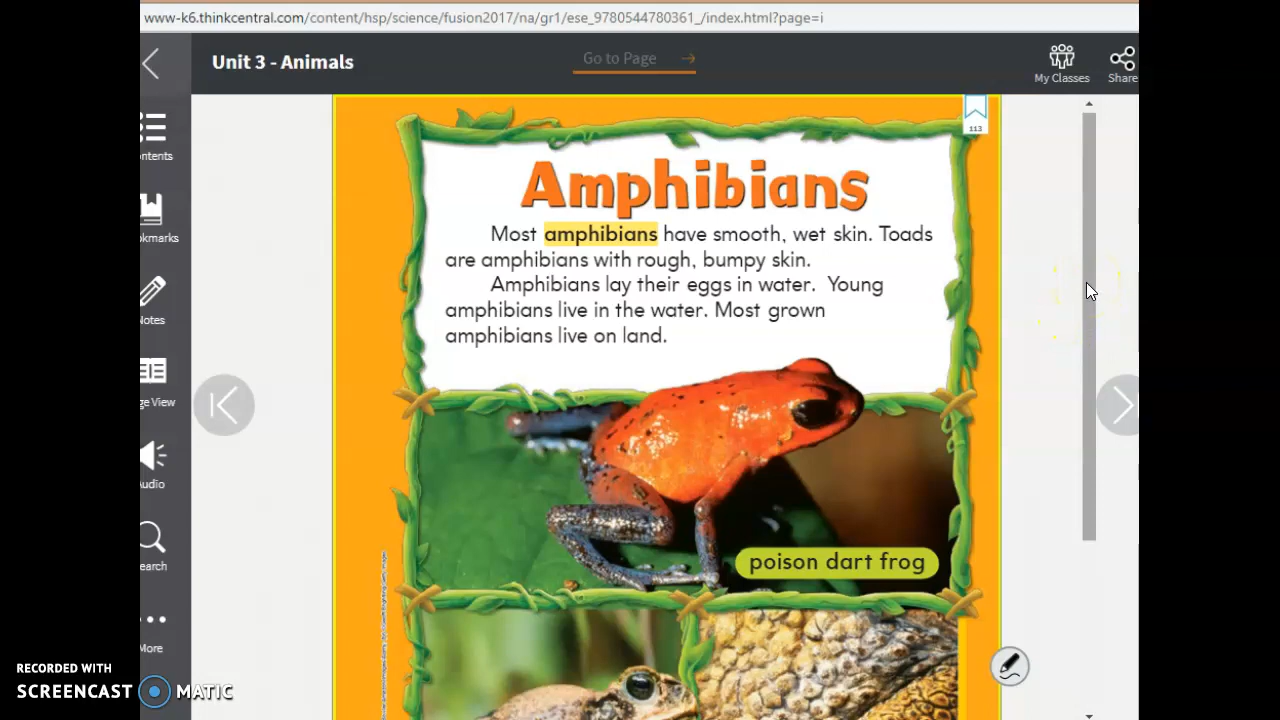 www-k6.thinkcentral.com/content/hsp/science/fusion2017/na/gr1/ese_9780544780361_/index.html?page=i
Unit 3 - Animals
Go to Page
My Classes
Share
ntents
okmarks
Notes
ge View
Audio
earch
More
113
Amphibians
Most amphibians have smooth, wet skin. Toads
are amphibians with rough, bumpy skin.
Amphibians lay their eggs in water. Young
amphibians live in the water. Most grown
amphibians live on land.
poison dart frog
RECORDED WITH
SCREENCAST MATIC